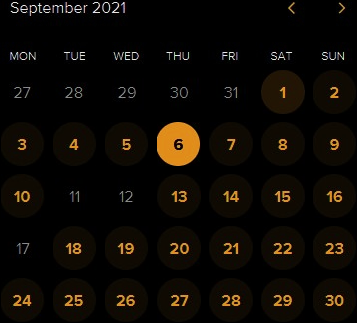 September 2021
MON TUE WED THU FRI SAT SUN
27 28 29 30 31 1 2
3 4 5 6 7 8 9
10 11 12 13 14 15 16
17 18 19 20 21 22 23
24 25 26 27 28 29 30